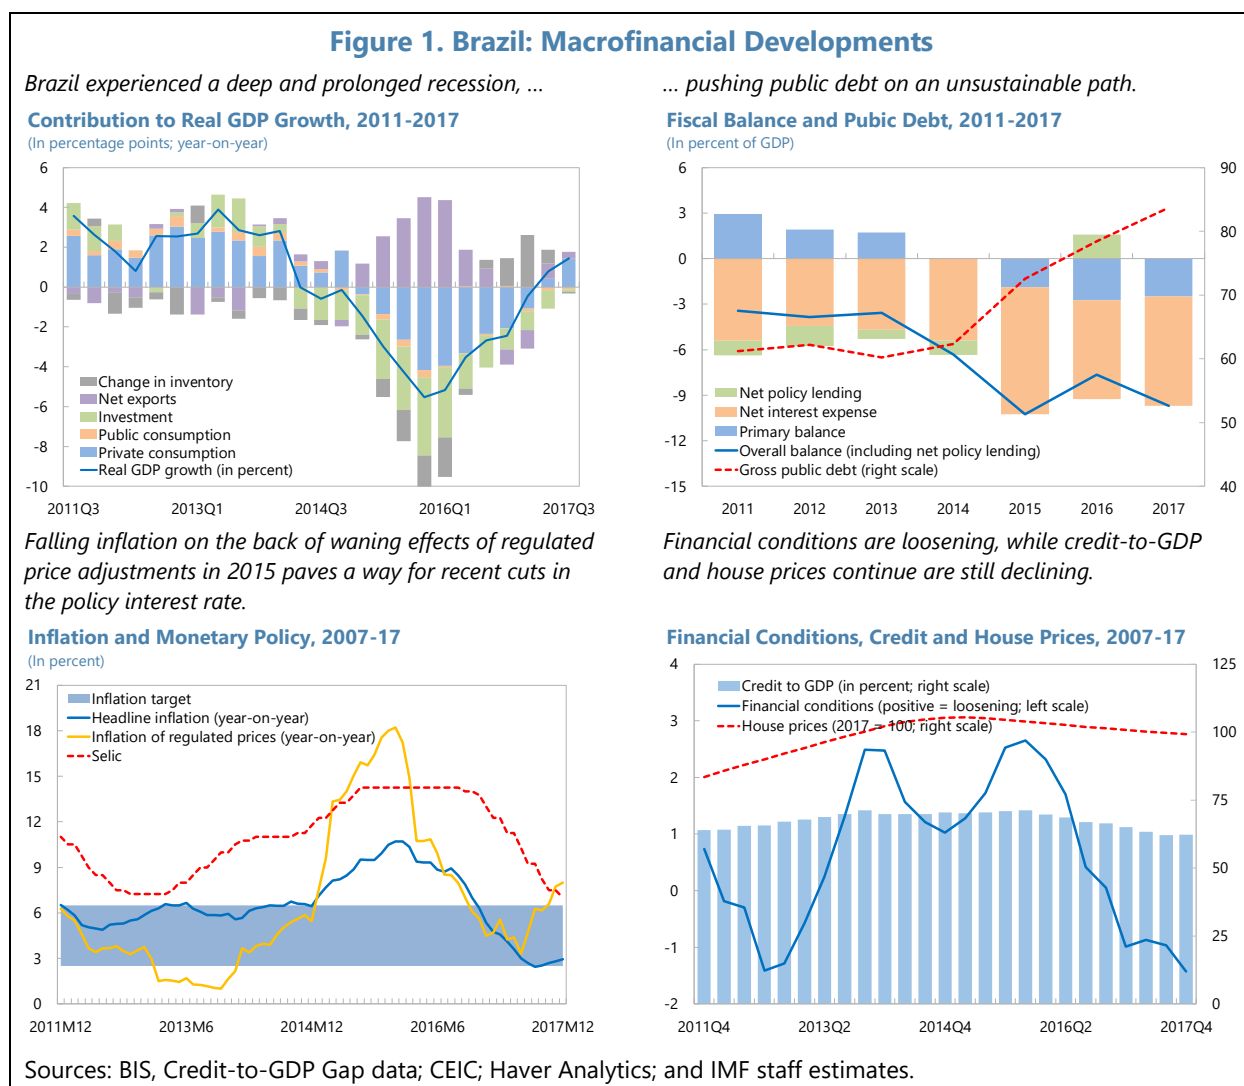 Figure 1. Brazil: Macrofinancial Developments
Brazil experienced a deep and prolonged recession, ...
... pushing public debt on an unsustainable path.
Contribution to Real GDP Growth, 2011-2017
(In percentage points; year-on-year)
6
4
2
0
-2
-4
-6
-8
-10
Change in inventory
Net exports
Investment
Public consumption
Private consumption
Real GDP growth (in percent)
2011Q3 2013Q1 2014Q3 2016Q1 2017Q3
Fiscal Balance and Pubic Debt, 2011-2017
(In percent of GDP)
6
3
0
-3
-6
-9
-12
-15
90
80
70
60
50
40
Net policy lending
Net interest expense
Primary balance
Overall balance (including net policy lending)
Gross public debt (right scale)
2011 2012 2013 2014 2015 2016 2017
Falling inflation on the back of waning effects of regulated
price adjustments in 2015 paves a way for recent cuts in
the policy interest rate.
Financial conditions are loosening, while credit-to-GDP
and house prices continue are still declining.
Inflation and Monetary Policy, 2007-17
(In percent)
21
18
15
12
9
6
3
0
Inflation target
Headline inflation (year-on-year)
Inflation of regulated prices (year-on-year)
Selic
2011M12 2013M6 2014M12 2016M6 2017M12
Financial Conditions, Credit and House Prices, 2007-17
4
3
2
1
0
-1
-2
125
100
75
50
25
0
Credit to GDP (in percent; right scale)
Financial conditions (positive = loosening; left scale)
House prices (2017 = 100; right scale)
2011Q4 2013Q2 2014Q4 2016Q2 2017Q4
Sources: BIS, Credit-to-GDP Gap data; CEIC; Haver Analytics; and IMF staff estimates.